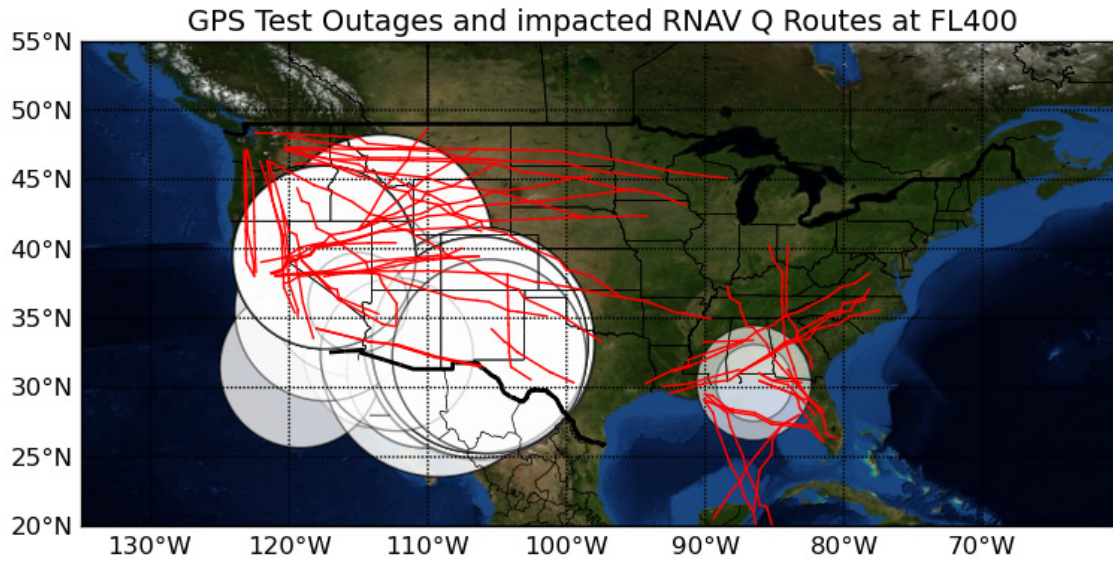 GPS Test Outages and impacted RNAV Q Routes at FL400
55°N
50°N
45°N
40°N
35°N
30°N
25°N
20°N
130°W
120°W
110°W
100°W
90°W
80°W
70°W